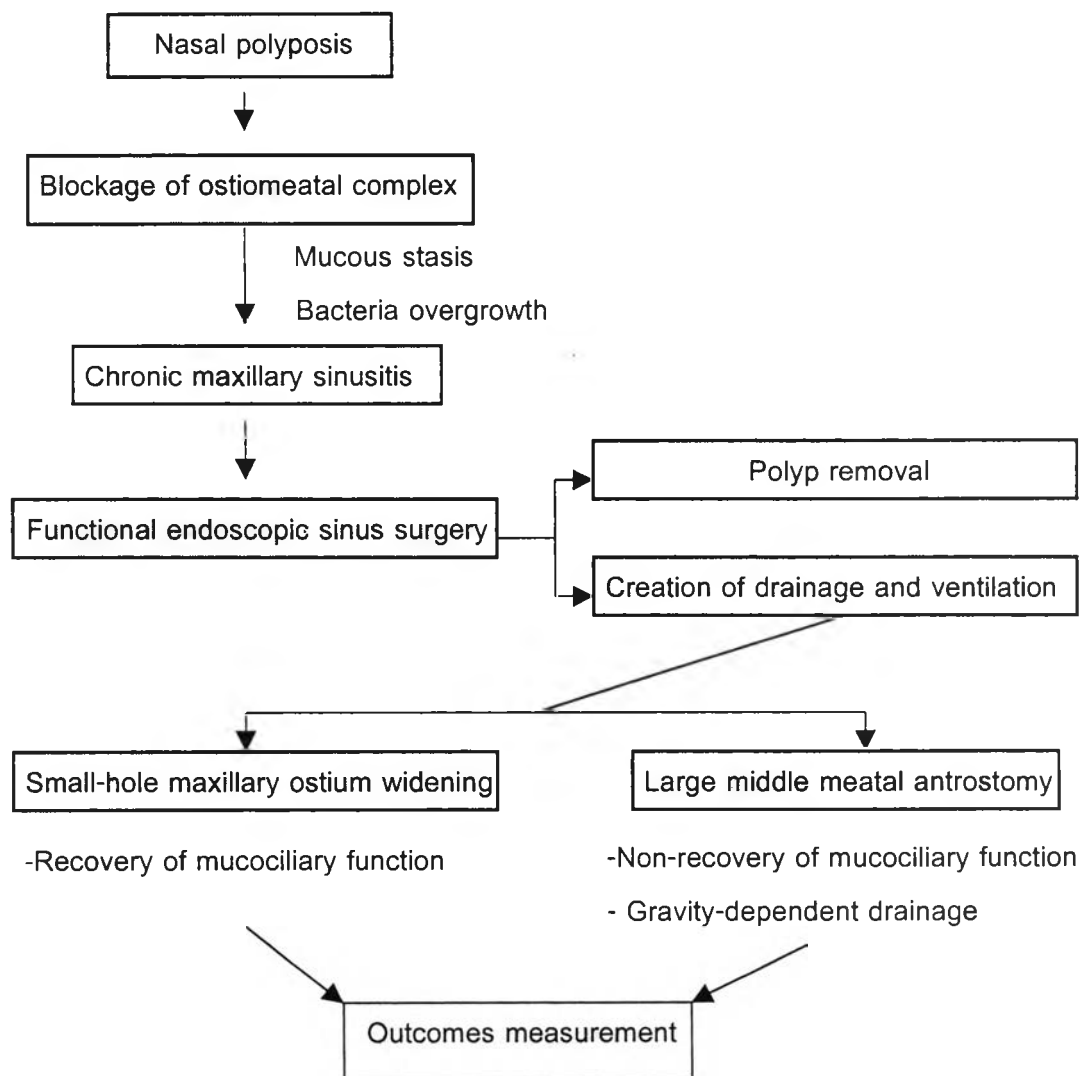 Nasal polyposis
Blockage of ostiomeatal complex
Mucous stasis
Bacteria overgrowth
Chronic maxillary sinusitis
Functional endoscopic sinus surgery
Polyp removal
Creation of drainage and ventilation
Small-hole maxillary ostium widening
-Recovery of mucociliary function
Large middle meatal antrostomy
-Non-recovery of mucociliary function
- Gravity-dependent drainage
Outcomes measurement